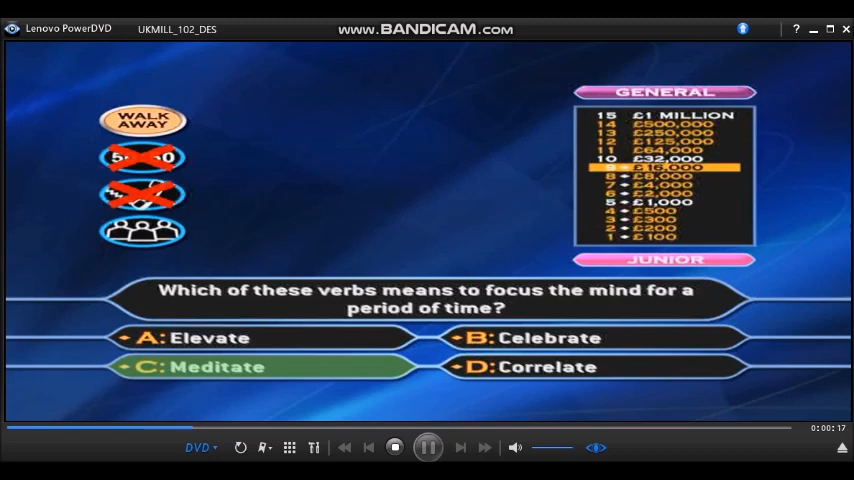 Lenovo PowerDVD
UKMILL_102_DES
www.BANDICAM.com
?
WALK AWAY
GENERAL
15 £1 MILLION
14 £500,000
13 £250,000
12 £125,000
11 £64,000
10 £32,000
9 £16,000
8 £8,000
7 £4,000
6 £2,000
5 £1,000
4 £500
3 £300
2 £200
1 £100
JUNIOR
Which of these verbs means to focus the mind for a
period of time?
A: Elevate
B: Celebrate
C: Meditate
D: Correlate
0:00:17
DVD